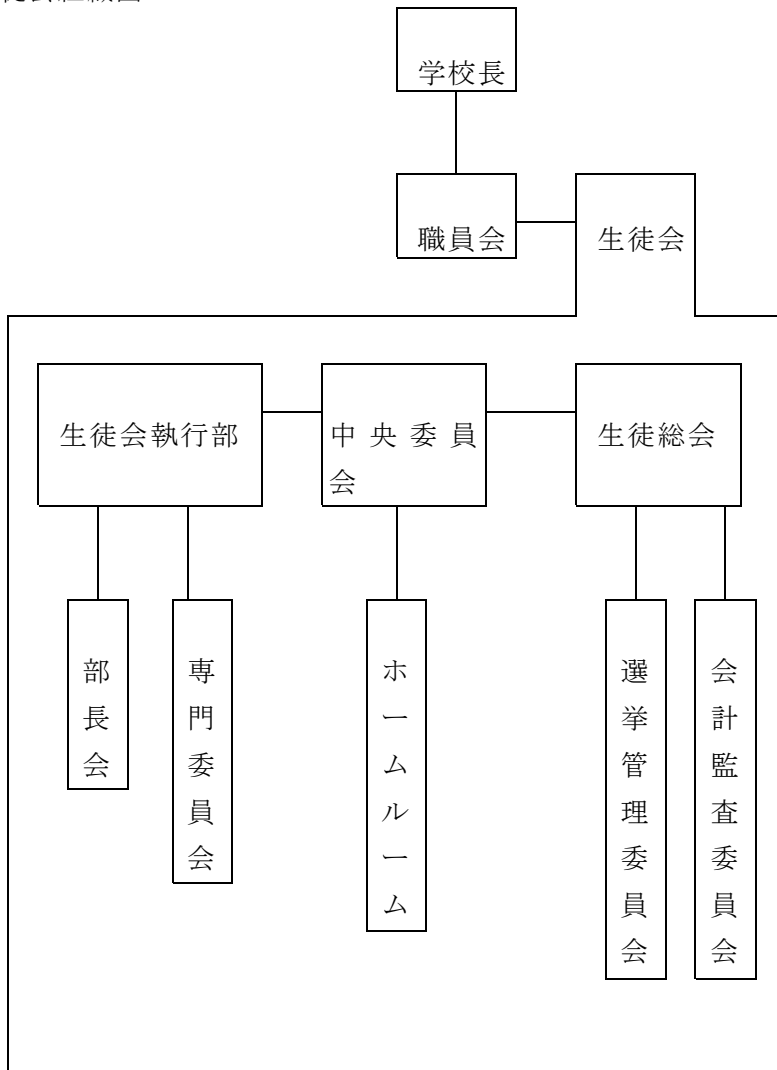 学校長
職員会
生徒会
生徒会執行部
中央委員
会
生徒総会
部長会
専門委員会
ホームルーム
選挙管理委員会
会計監査委員会